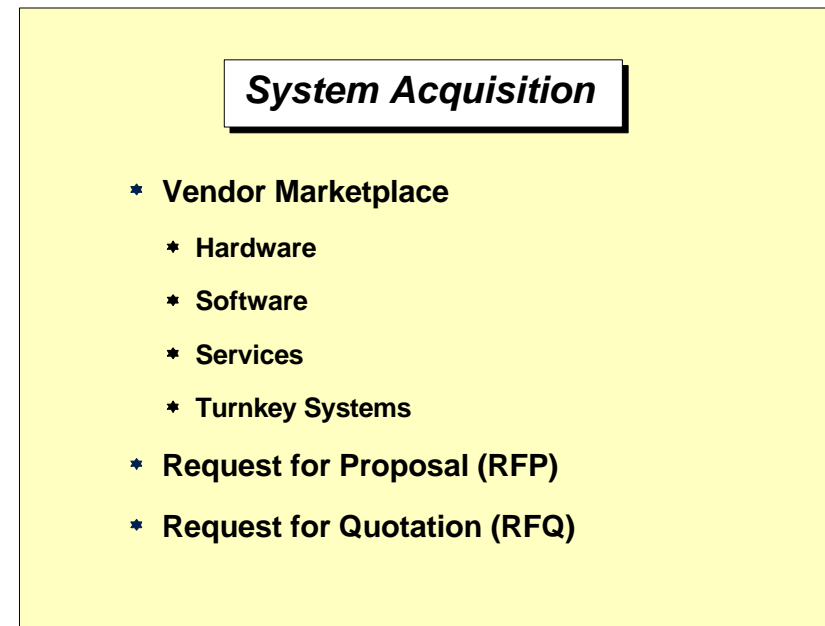 System Acquisition
Vendor Marketplace
Hardware
Software
Services
Turnkey Systems
Request for Proposal (RFP)
Request for Quotation (RFQ)